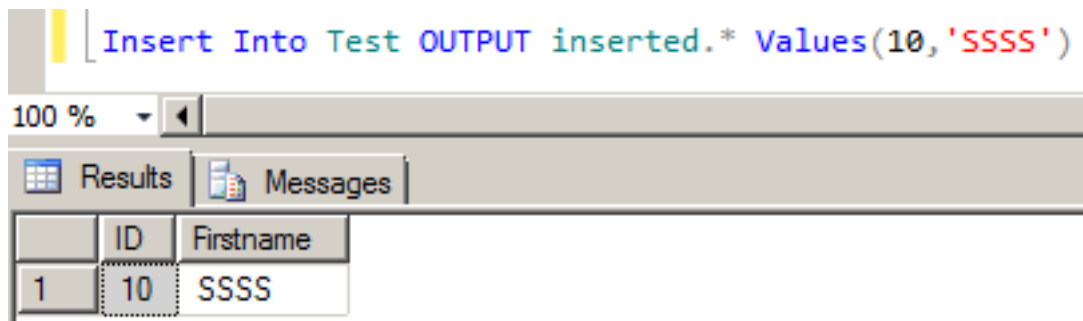 Insert Into Test OUTPUT inserted.* Values(10,'SSSS')
100 %
Results Messages
ID Firstname
1 10 SSSS